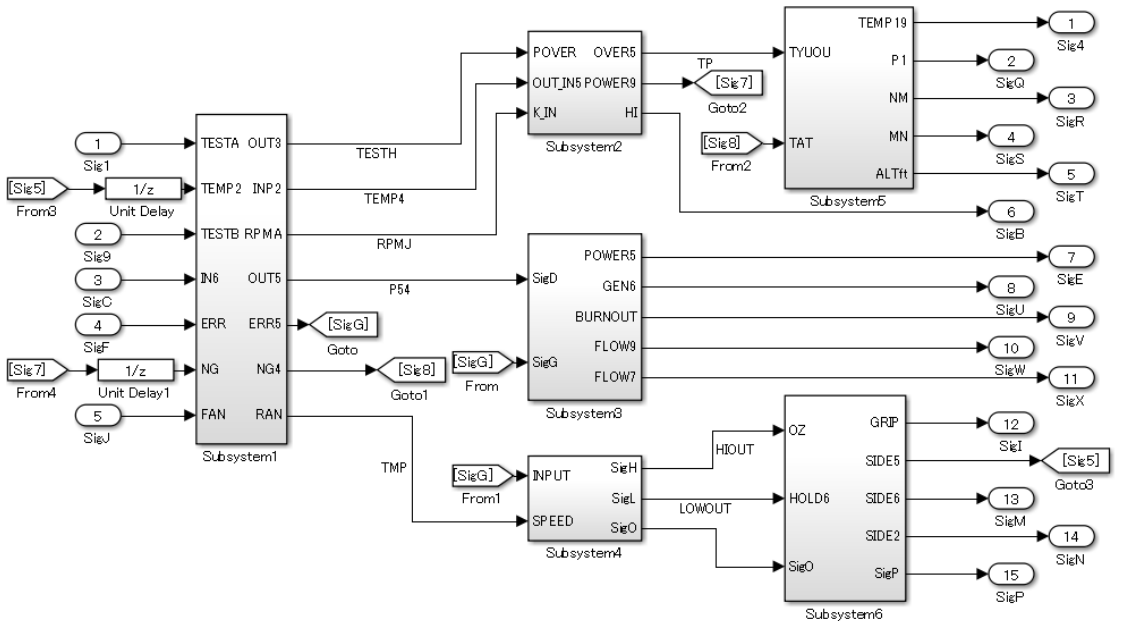 1
Sig1
[Sig5]
From3
1/z
Unit Delay
2
Sig9
3
SigC
4
SigF
[Sig7]
From4
1/z
Unit Delay1
5
SigJ
TESTA
TEMP2
TESTB
IN6
ERR
NG
FAN
OUT3
INP2
RPMA
OUT5
ERR5
NG4
RAN
Subsystem1
TESTH
TEMP4
RPMJ
P54
[SigG]
Goto
[Sig8]
Goto1
TMP
POVER
OUT_IN5
K_IN
OVER5
POWER9
HI
Subsystem2
TP
[Sig7]
Goto2
[Sig8]
From2
TYUOU
TAT
TEMP19
P1
NM
MN
ALTft
Subsystem5
1
Sig4
2
SigQ
3
SigR
4
SigS
5
SigT
6
SigB
[SigG]
From
SigD
SigG
POWER5
GEN6
BURNOUT
FLOW9
FLOW7
Subsystem3
7
SigE
8
SigU
9
SigV
10
SigW
11
SigX
[SigG]
From1
INPUT
SPEED
SigH
SigL
SigO
Subsystem4
HIOUT
LOWOUT
OZ
HOLD6
SigO
GRIP
SIDE5
SIDE6
SIDE2
SigP
Subsystem6
12
SigI
[Sig5]
Goto3
13
SigM
14
SigN
15
SigP